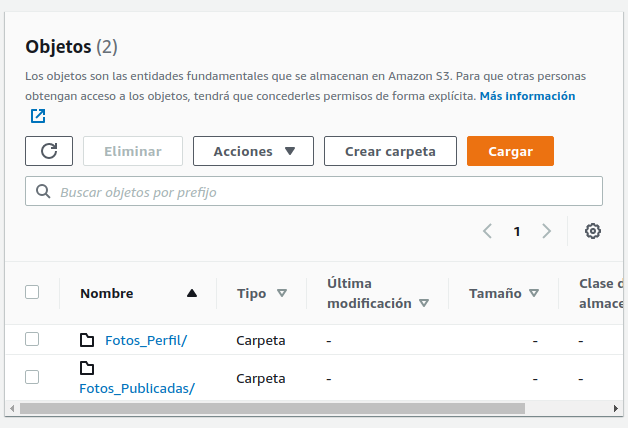 Objetos (2)
Los objetos son las entidades fundamentales que se almacenan en Amazon S3. Para que otras personas
obtengan acceso a los objetos, tendrá que concederles permisos de forma explícita. Más información
Eliminar Acciones Crear carpeta Cargar
Buscar objetos por prefijo
1
Nombre Tipo Última modificación Tamaño Clase d
almace
Fotos_Perfil/ Carpeta - - -
Fotos_Publicadas/ Carpeta - - -